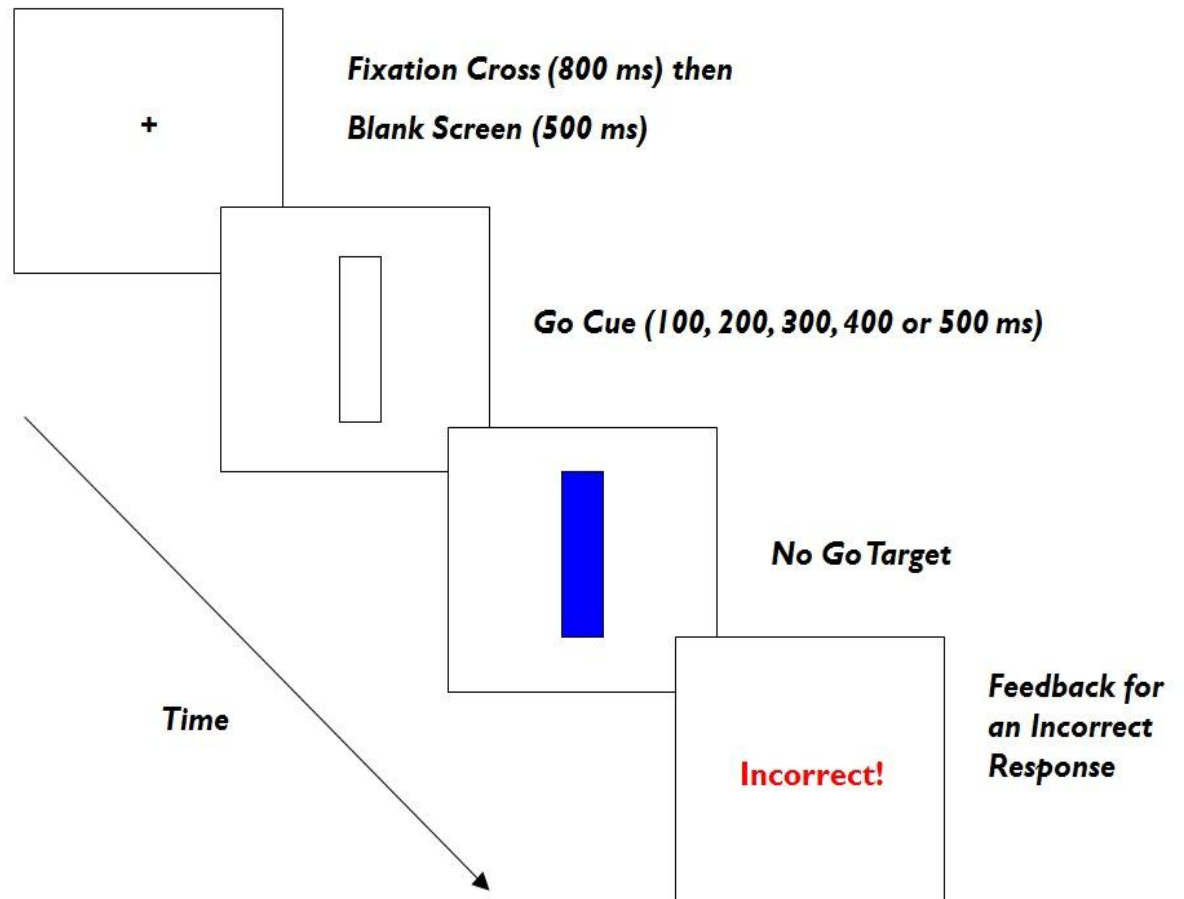 +
Fixation Cross (800 ms) then
Blank Screen (500 ms)
Go Cue (100, 200, 300, 400 or 500 ms)
No Go Target
Time
Feedback for
an Incorrect
Response
Incorrect!